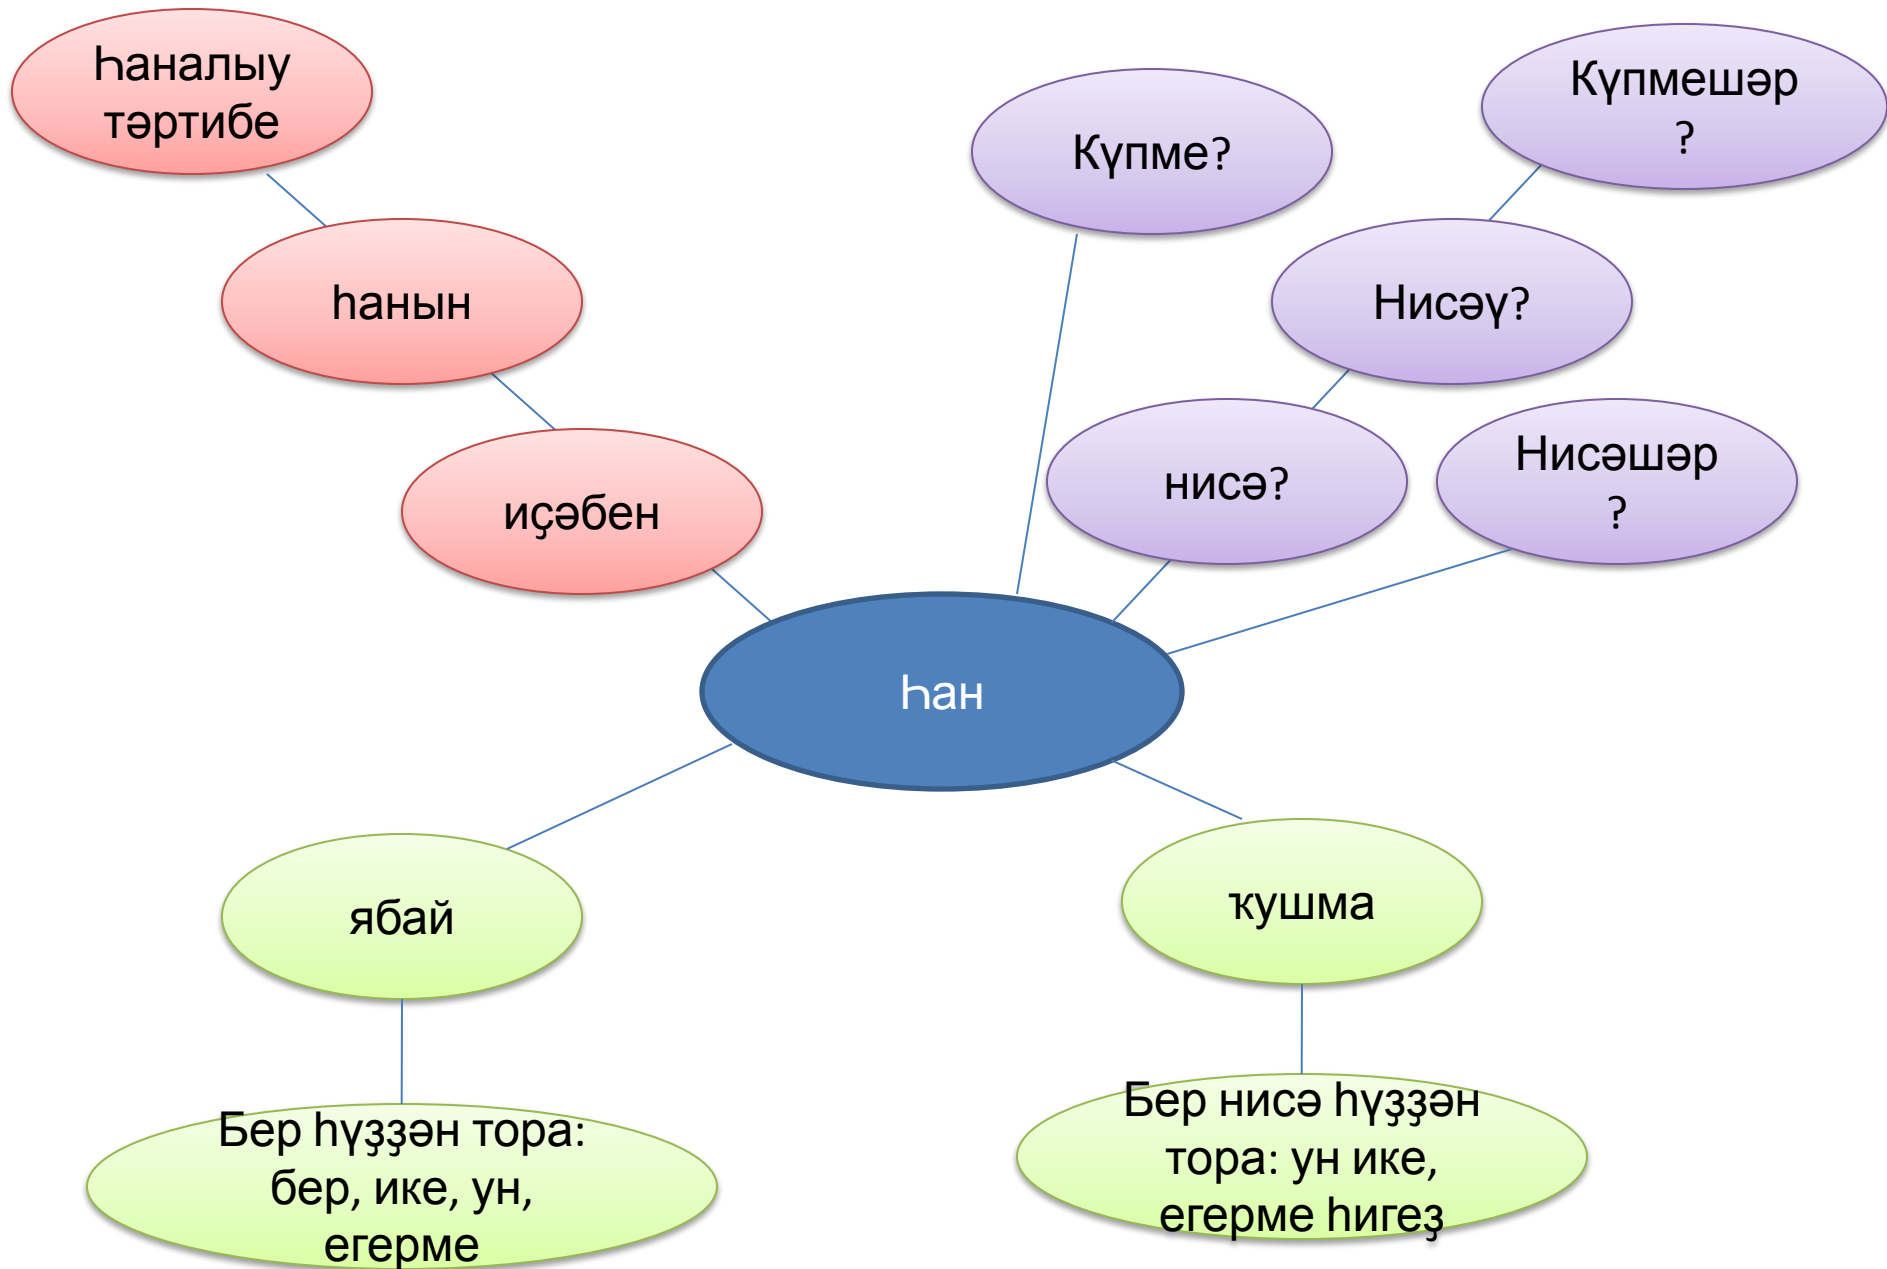 Һаналыу
тәртибе
Күпме?
Күпмешәр
?
һанын
Нисәү?
иҫәбен
нисә?
Нисәшәр
?
Һан
ябай
ҡушма
Бер һүҙҙән тора:
бер, ике, ун,
егерме
Бер нисә һүҙҙән
тора: ун ике,
егерме һигеҙ